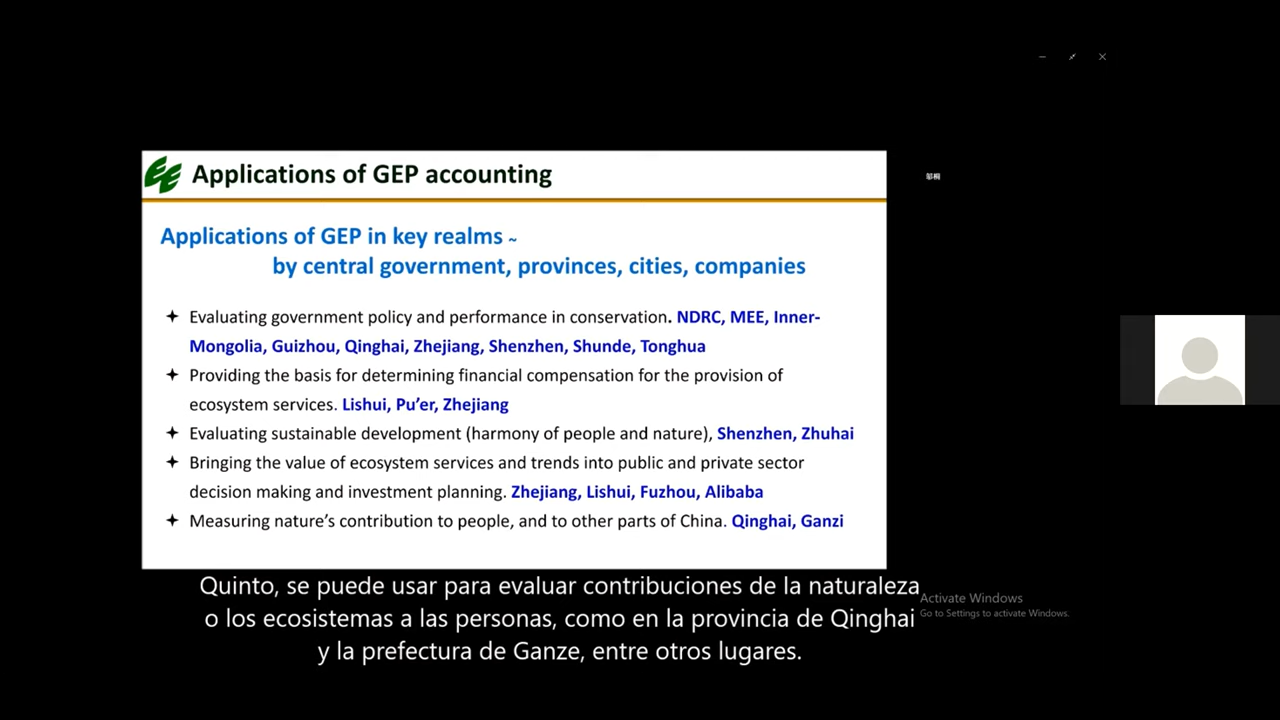 Applications of GEP accounting
Applications of GEP in key realms ~
by central government, provinces, cities, companies
Evaluating government policy and performance in conservation. NDRC, MEE, Inner-
Mongolia, Guizhou, Qinghai, Zhejiang, Shenzhen, Shunde, Tonghua
Providing the basis for determining financial compensation for the provision of
ecosystem services. Lishui, Pu’er, Zhejiang
Evaluating sustainable development (harmony of people and nature), Shenzhen, Zhuhai
Bringing the value of ecosystem services and trends into public and private sector
decision making and investment planning. Zhejiang, Lishui, Fuzhou, Alibaba
Measuring nature’s contribution to people, and to other parts of China. Qinghai, Ganzi
Quinto, se puede usar para evaluar contribuciones de la naturaleza
o los ecosistemas a las personas, como en la provincia de Qinghai
y la prefectura de Ganze, entre otros lugares.
Activate Windows
Go to Settings to activate Windows.